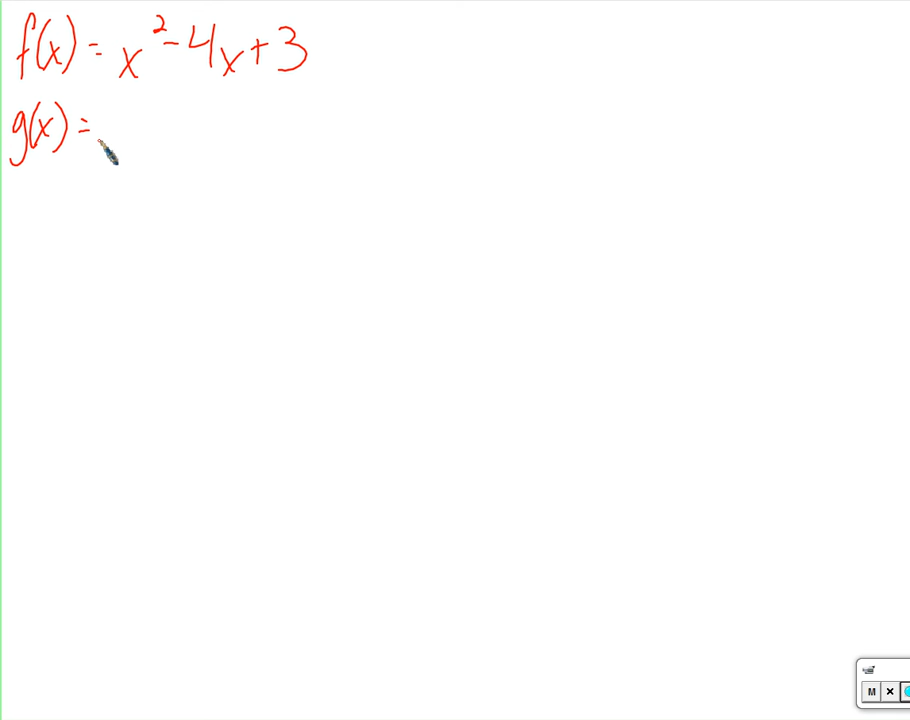 f(x) = x² - 4x + 3
g(x) =
M ×